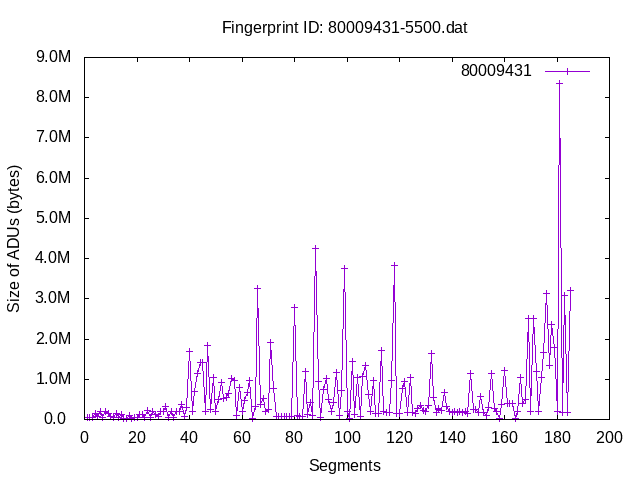 Fingerprint ID: 80009431-5500.dat
9.0M
80009431
8.0M
7.0M
6.0M
5.0M
4.0M
3.0M
2.0M
1.0M
0.0
Size of ADUs (bytes)
0 20 40 60 80 100 120 140 160 180 200
Segments